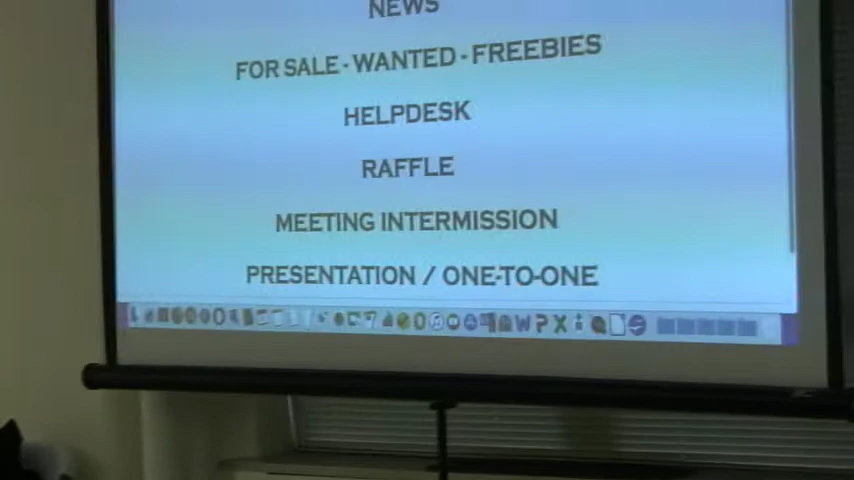 NEWS
FOR SALE - WANTED - FREEBIES
HELPDESK
RAFFLE
MEETING INTERMISSION
PRESENTATION / ONE-TO-ONE